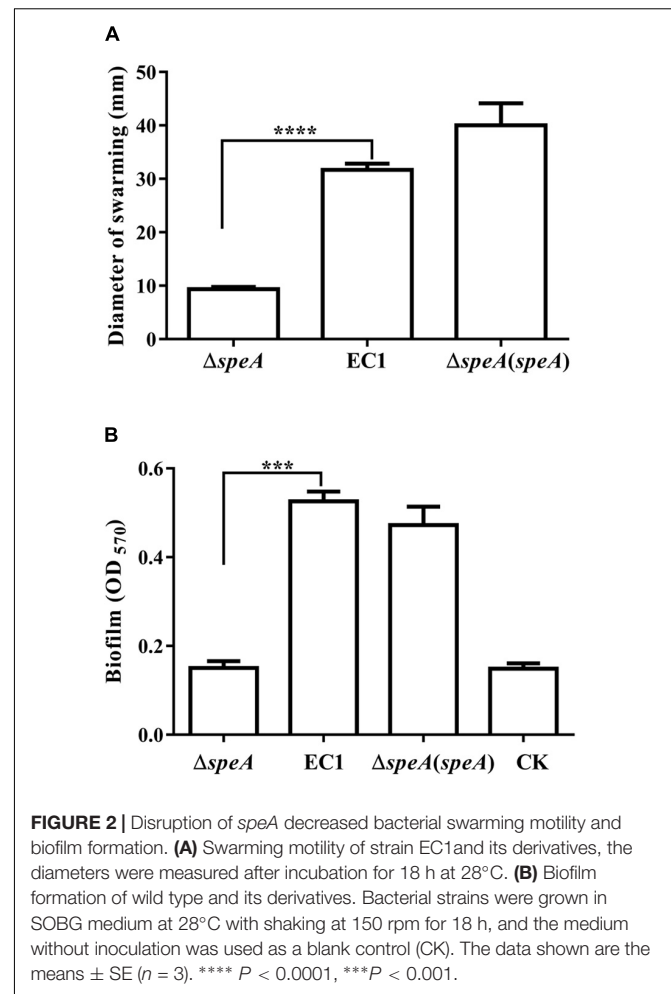 A
Diameter of swarming (mm)
50
40
30
20
10
0
****
ΔspeA
EC1
ΔspeA(speA)
B
Biofilm (OD 570)
0.6
0.4
0.2
0.0
***
ΔspeA
EC1
ΔspeA(speA)
CK
FIGURE 2 | Disruption of speA decreased bacterial swarming motility and
biofilm formation. (A) Swarming motility of strain EC1and its derivatives, the
diameters were measured after incubation for 18 h at 28°C. (B) Biofilm
formation of wild type and its derivatives. Bacterial strains were grown in
SOBG medium at 28°C with shaking at 150 rpm for 18 h, and the medium
without inoculation was used as a blank control (CK). The data shown are the
means ± SE (n = 3). **** P < 0.0001, ***P < 0.001.